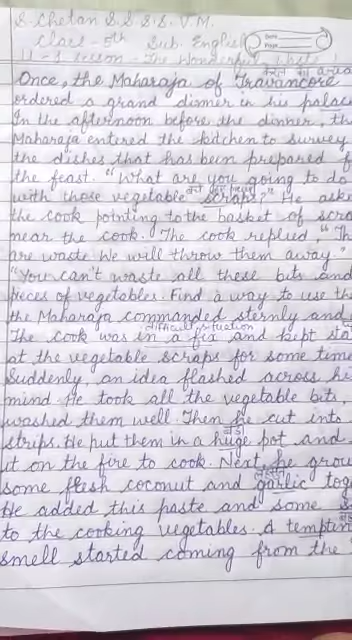 S. Chetan S.S.S.S. V.M.
Class - 5th Sub. English
U-3 Lesson - The Wonderful
Once, the Maharaja of Travancore
ordered a grand dinner in his palace
In the afternoon before the dinner, the
Maharaja entered the kitchen to survey
the dishes that has been prepared f
the feast. "What are you going to do
with those vegetable scraps?" He aske
the cook pointing to the basket of scra
near the cook. The cook replied, "Th
are waste. We will throw them away."
"You can't waste all these bits and
pieces of vegetables. Find a way to use th
the Maharaja commanded sternly and
difficult situation
The cook was in a fix and kept sta
at the vegetable scraps for some time
Suddenly, an idea flashed across his
mind. He took all the vegetable bits,
washed them well. Then he cut into
strips. He put them in a huge pot and
it on the fire to cook. Next, he grou
some flesh coconut and garlic tog
He added this paste and some
to the cooking vegetables. A temptin
smell started coming from the